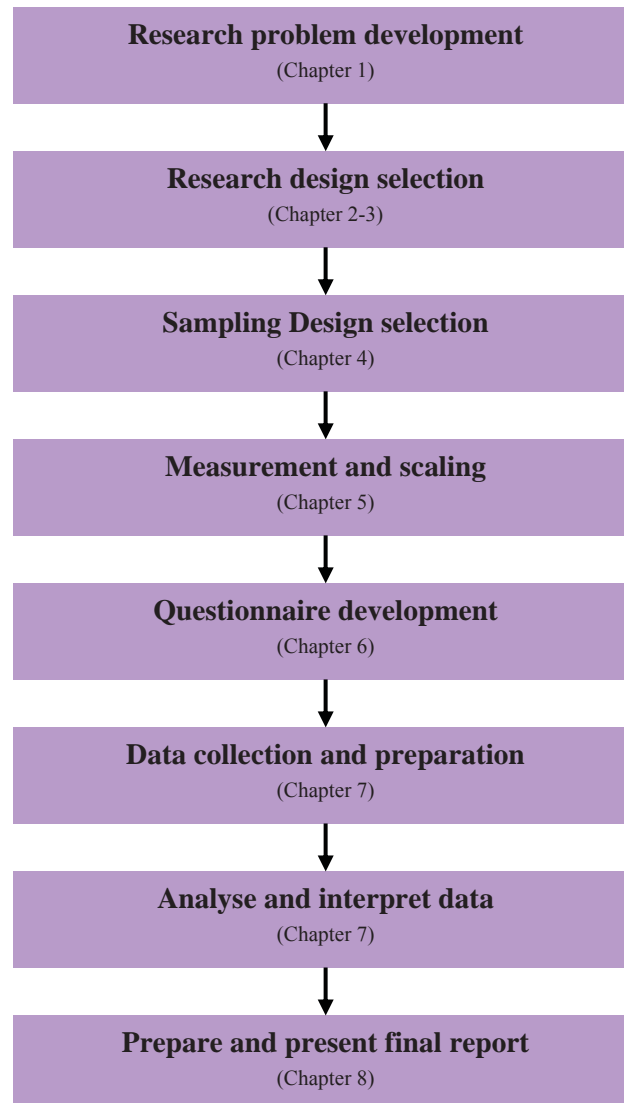 Research problem development
(Chapter 1)
Research design selection
(Chapter 2-3)
Sampling Design selection
(Chapter 4)
Measurement and scaling
(Chapter 5)
Questionnaire development
(Chapter 6)
Data collection and preparation
(Chapter 7)
Analyse and interpret data
(Chapter 7)
Prepare and present final report
(Chapter 8)